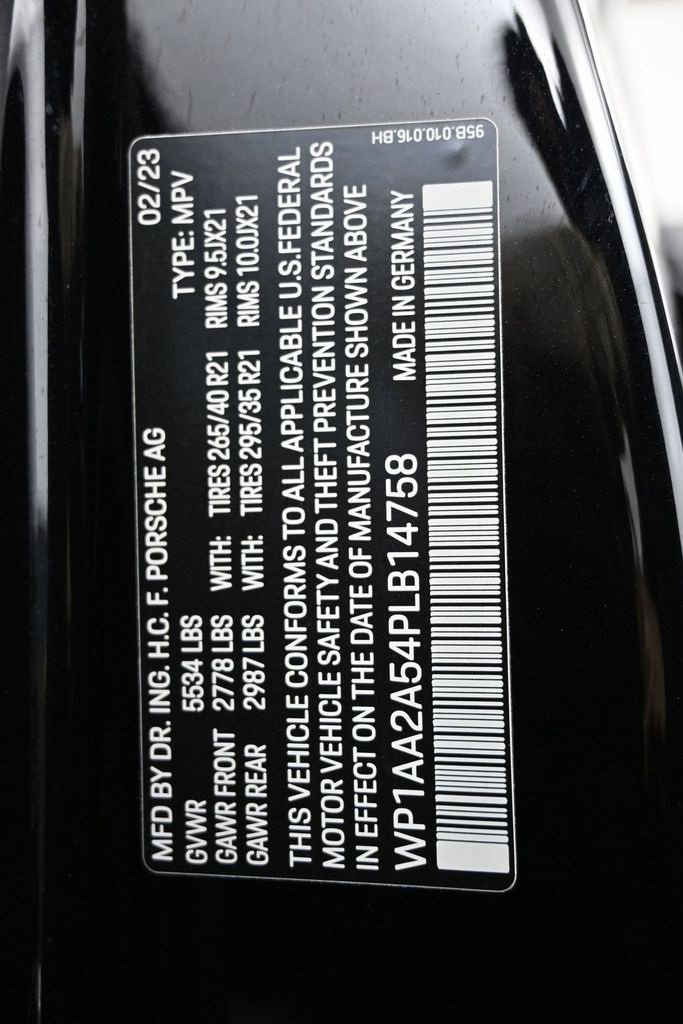 MFD BY DR. ING. H.C. F. PORSCHE AG 02/23
GVWR 5534 LBS TYPE: MPV
GAWR FRONT 2778 LBS WITH: TIRES 265/40 R21 RIMS 9.5JX21
GAWR REAR 2987 LBS WITH: TIRES 295/35 R21 RIMS 10.0JX21
THIS VEHICLE CONFORMS TO ALL APPLICABLE U.S.FEDERAL
MOTOR VEHICLE SAFETY AND THEFT PREVENTION STANDARDS
IN EFFECT ON THE DATE OF MANUFACTURE SHOWN ABOVE
WP1AA2A54PLB14758 MADE IN GERMANY
95B.010.016.BH